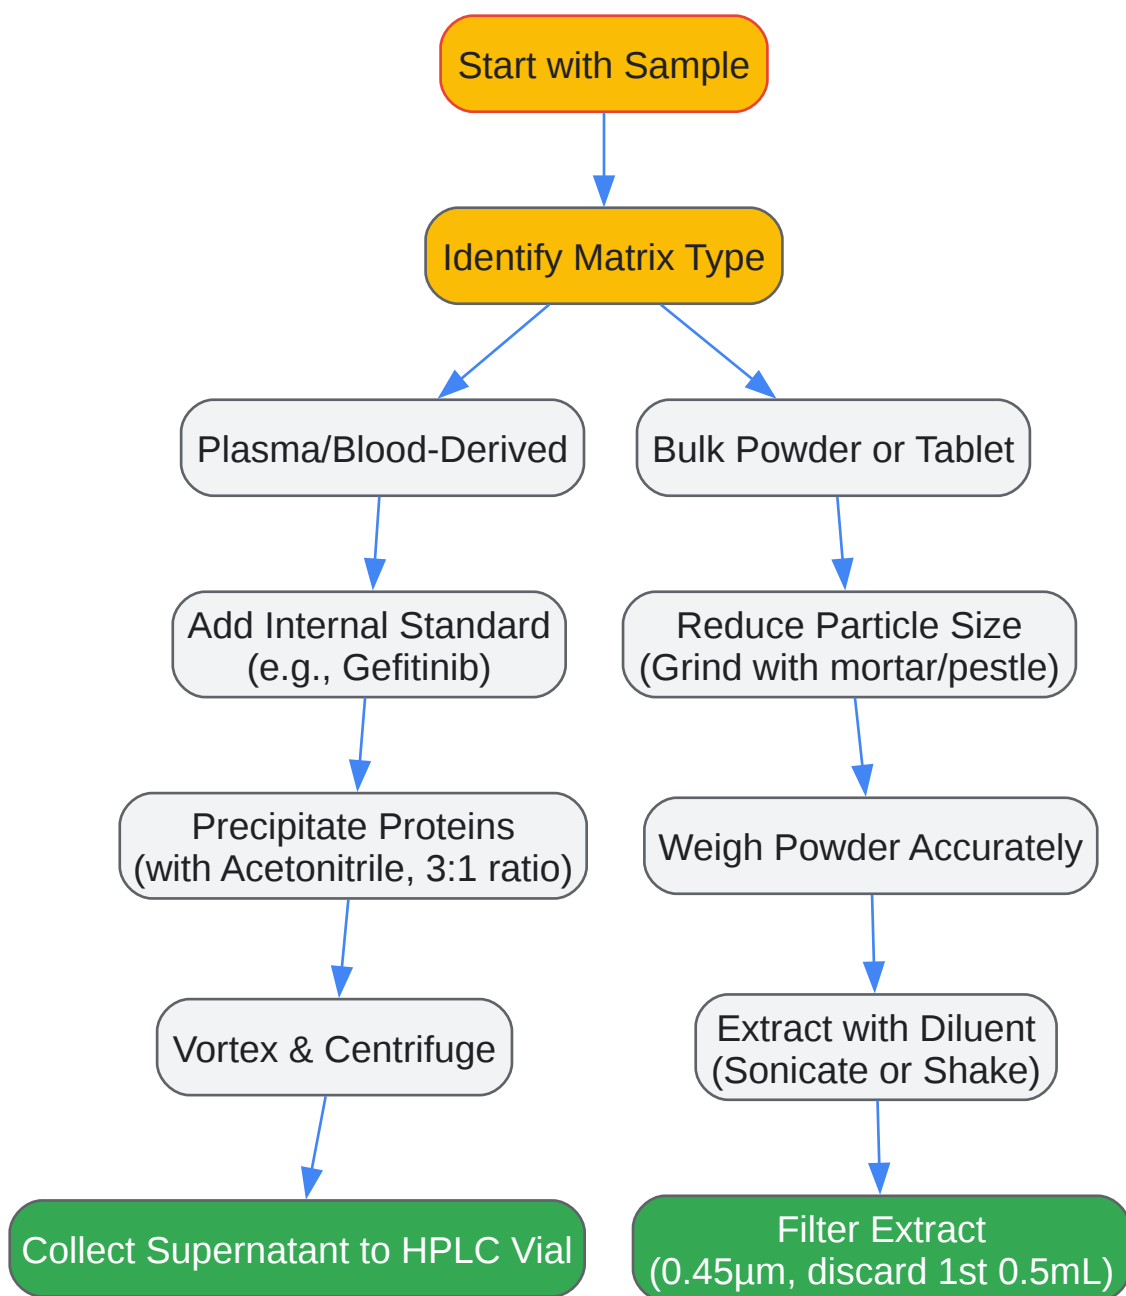 Start with Sample
Identify Matrix Type
Plasma/Blood-Derived
Bulk Powder or Tablet
Add Internal Standard
(e.g., Gefitinib)
Reduce Particle Size
(Grind with mortar/pestle)
Precipitate Proteins
(with Acetonitrile, 3:1 ratio)
Weigh Powder Accurately
Vortex & Centrifuge
Extract with Diluent
(Sonicate or Shake)
Collect Supernatant to HPLC Vial
Filter Extract
(0.45µm, discard 1st 0.5mL)